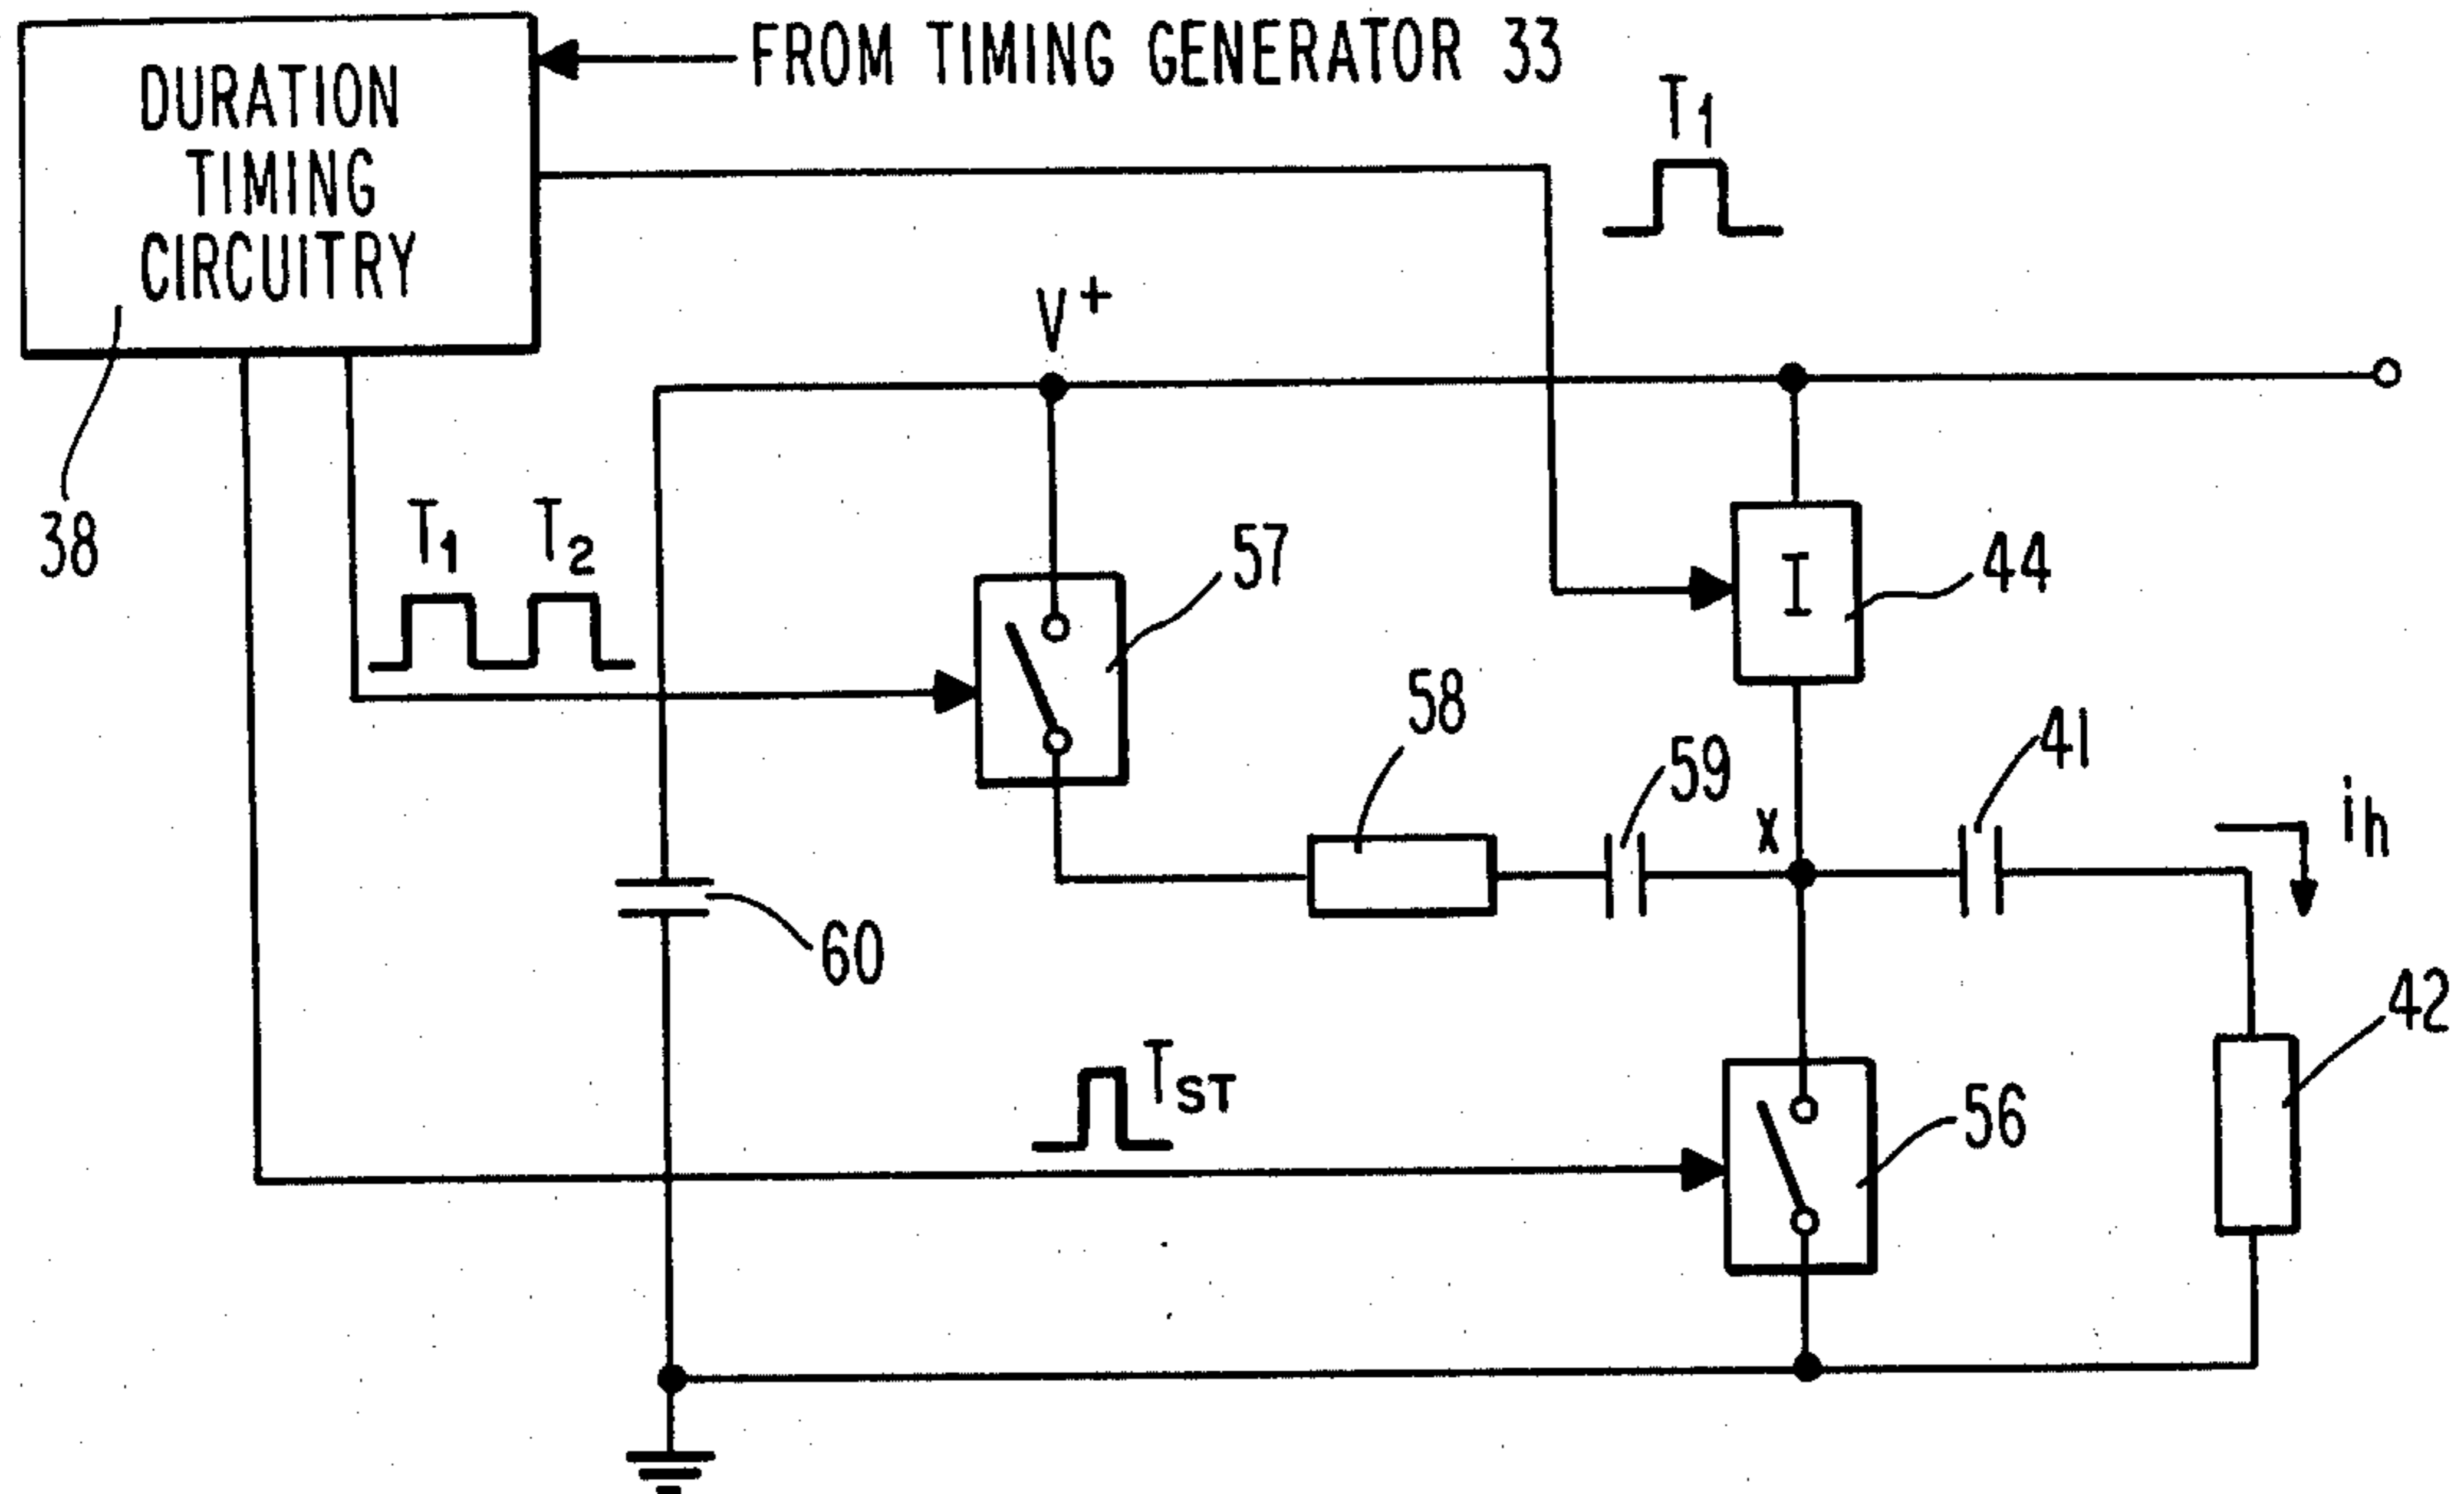 DURATION
TIMING
CIRCUITRY
FROM TIMING GENERATOR 33
T1
V+
38
T1 T2
57
I
44
58
59
X
41
ih
60
42
TST
56